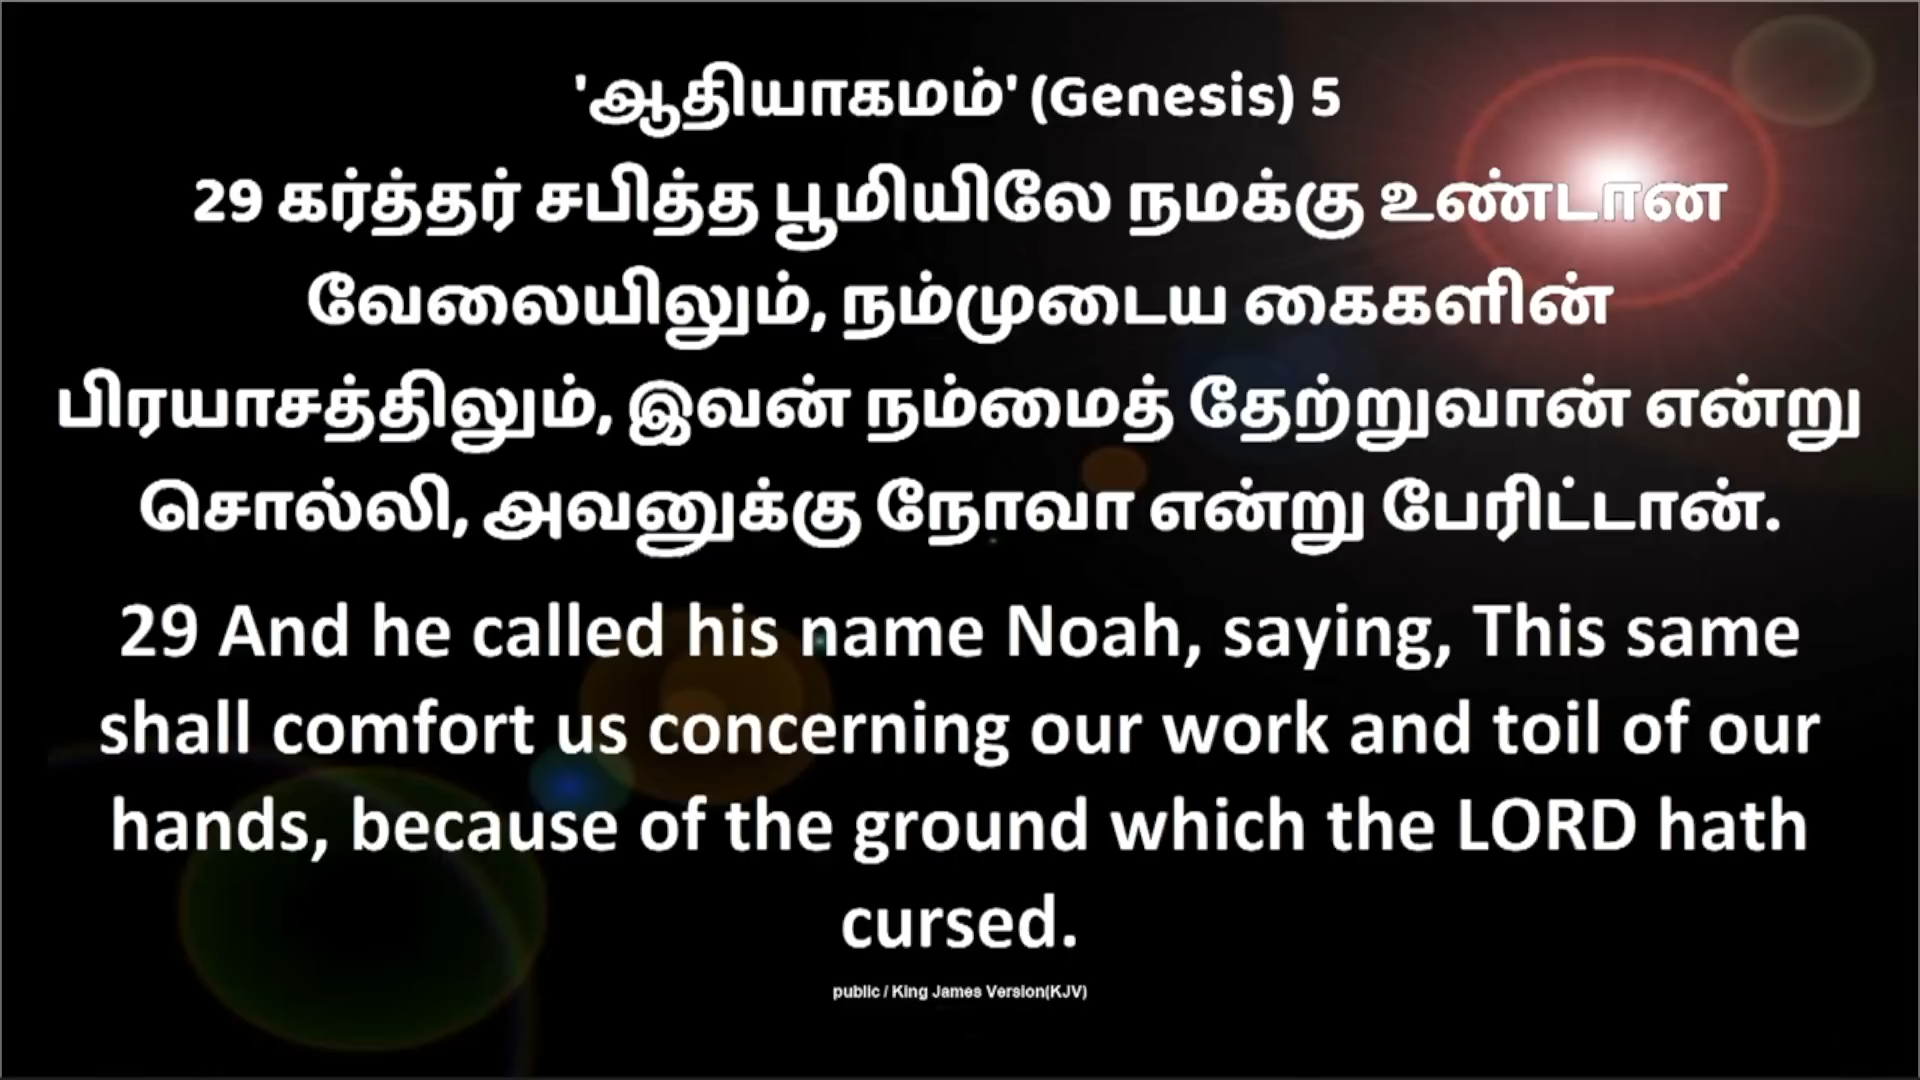 'ஆதியாகமம்' (Genesis) 5
29 கர்த்தர் சபித்த பூமியிலே நமக்கு உண்டான
வேலையிலும், நம்முடைய கைகளின்
பிரயாசத்திலும், இவன் நம்மைத் தேற்றுவான் என்று
சொல்லி, அவனுக்கு நோவா என்று பேரிட்டான்.
29 And he called his name Noah, saying, This same
shall comfort us concerning our work and toil of our
hands, because of the ground which the LORD hath
cursed.
public / King James Version(KJV)